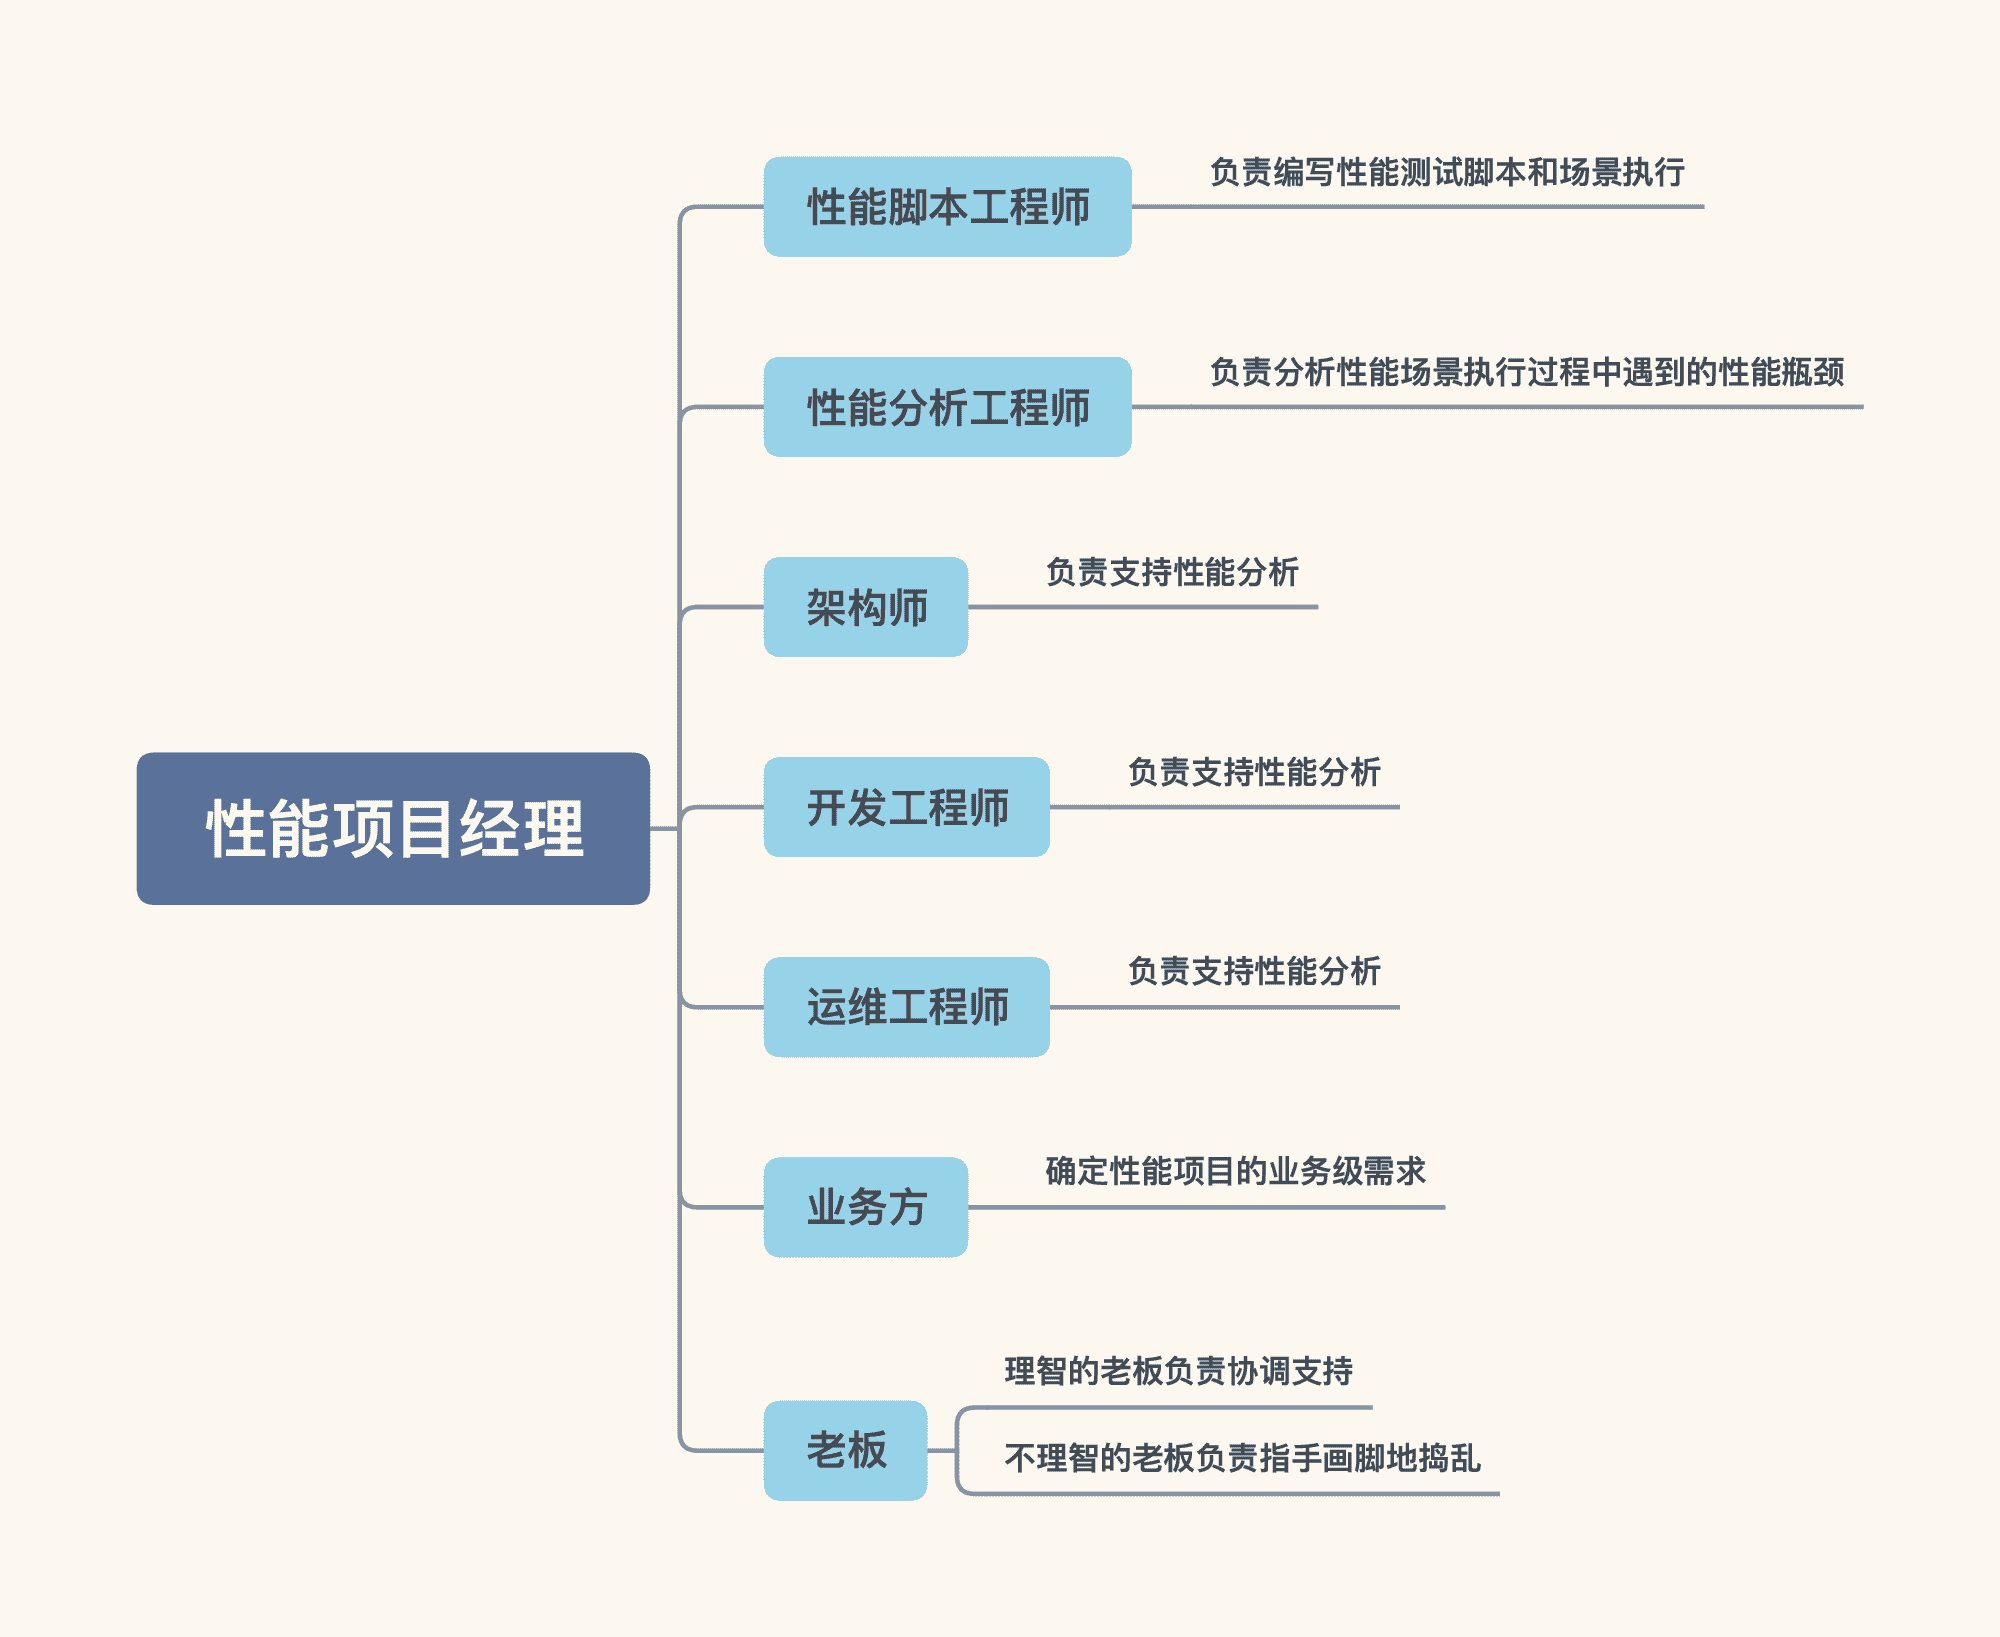 性能项目经理
性能脚本工程师
负责编写性能测试脚本和场景执行
性能分析工程师
负责分析性能场景执行过程中遇到的性能瓶颈
架构师
负责支持性能分析
开发工程师
负责支持性能分析
运维工程师
负责支持性能分析
业务方
确定性能项目的业务级需求
老板
理智的老板负责协调支持
不理智的老板负责指手画脚地捣乱